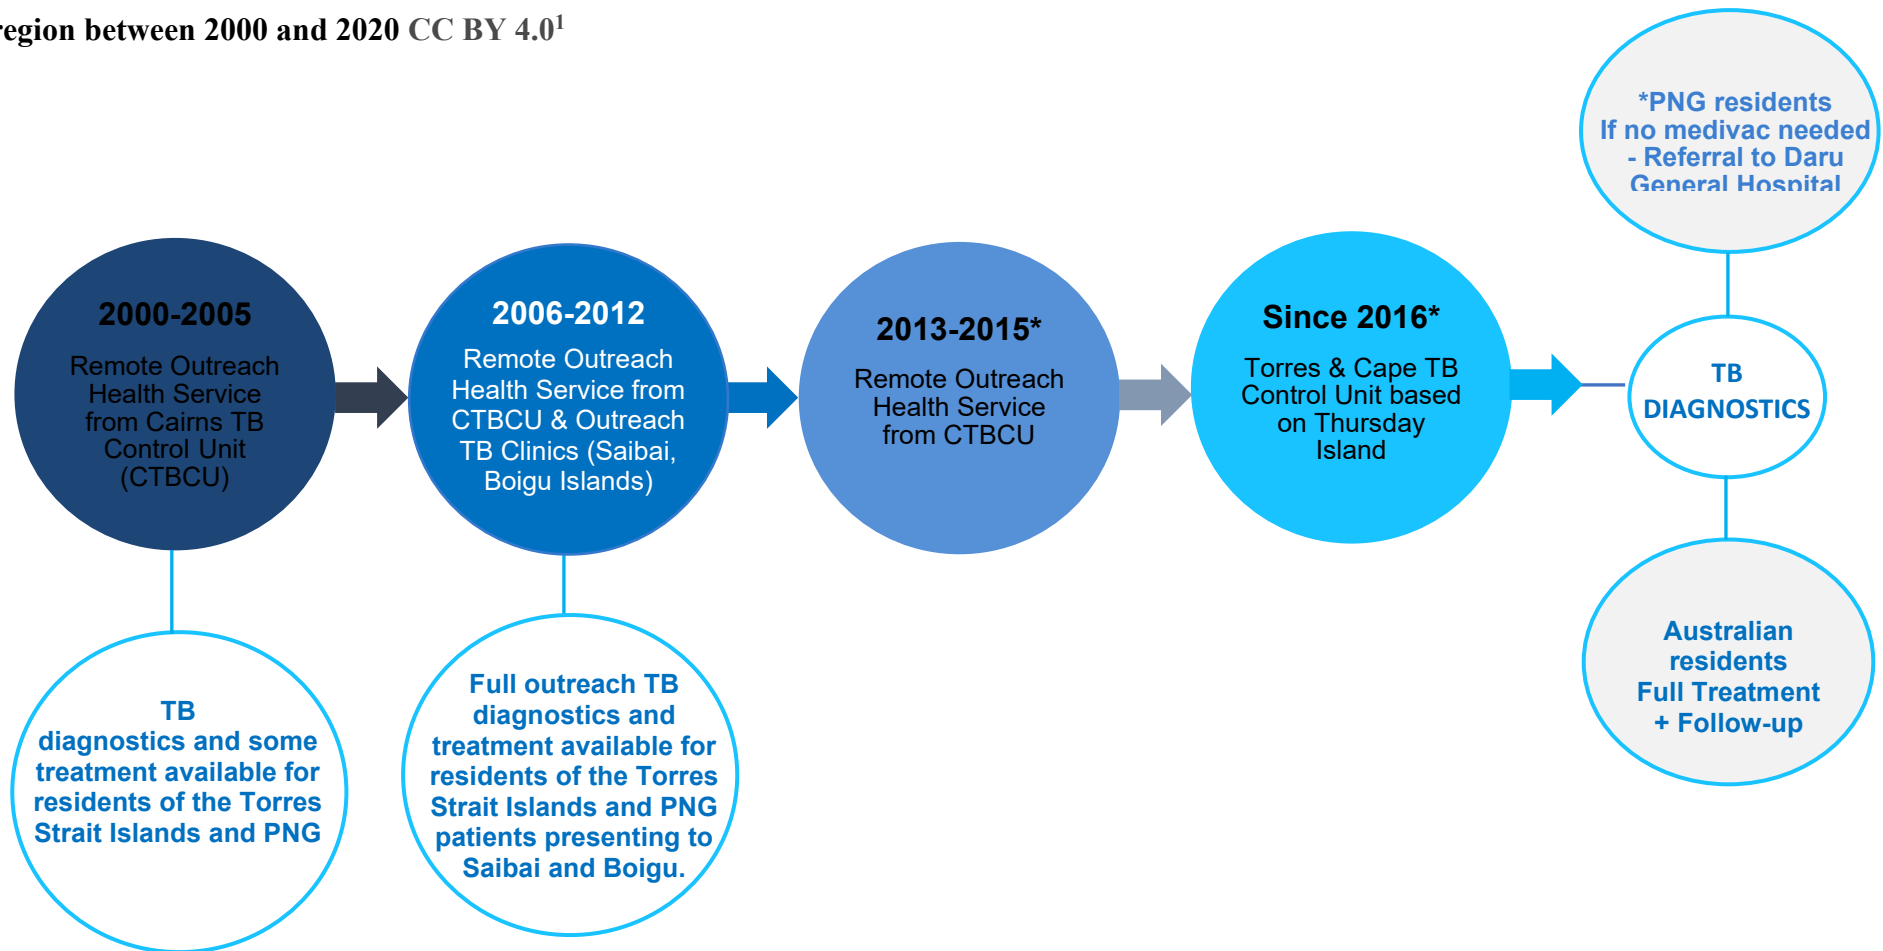 region between 2000 and 2020 CC BY 4.0¹
2000-2005
Remote Outreach
Health Service
from Cairns TB
Control Unit
(CTBCU)
TB
diagnostics and some
treatment available for
residents of the Torres
Strait Islands and PNG
2006-2012
Remote Outreach
Health Service from
CTBCU & Outreach
TB Clinics (Saibai,
Boigu Islands)
Full outreach TB
diagnostics and
treatment available for
residents of the Torres
Strait Islands and PNG
patients presenting to
Saibai and Boigu.
2013-2015*
Remote Outreach
Health Service
from CTBCU
Since 2016*
Torres & Cape TB
Control Unit based
on Thursday
Island
*PNG residents
If no medivac needed
- Referral to Daru
General Hospital
TB
DIAGNOSTICS
Australian
residents
Full Treatment
+ Follow-up